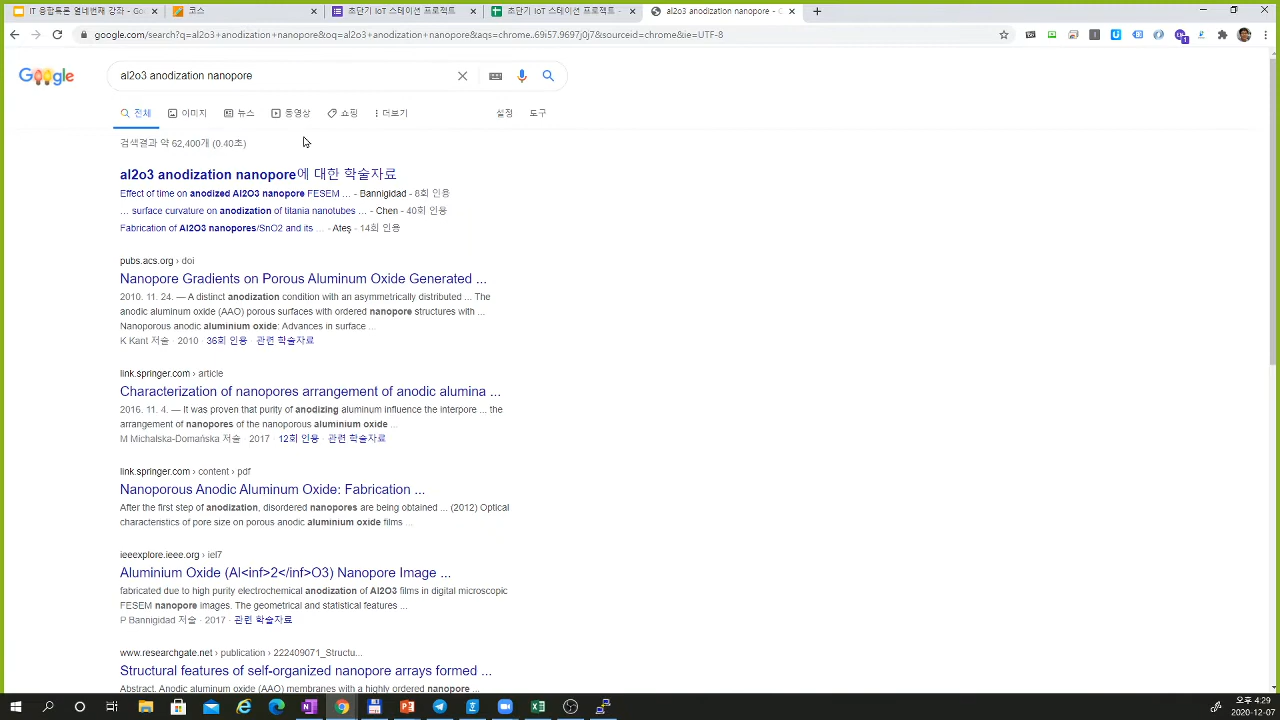 IT 융합특론 열네번째 강좌 - Goo
코스
초단기 IoT 스테이션 프로젝트
초단기 IoT 스테이션 프로젝트 -
al2o3 anodization nanopore - G
google.com/search?q=al2o3+anodization+nanopore&oq=al2o3+anodization+nanopore&aqs=chrome..69i57.9697j0j7&sourceid=chrome&ie=UTF-8
Google
al2o3 anodization nanopore
전체
이미지
뉴스
동영상
쇼핑
더보기
설정
도구
검색결과 약 62,400개 (0.40초)
al2o3 anodization nanopore에 대한 학술자료
Effect of time on anodized Al2O3 nanopore FESEM ... - Bannigidad - 8회 인용
... surface curvature on anodization of titania nanotubes ... - Chen - 40회 인용
Fabrication of Al2O3 nanopores/SnO2 and its ... - Ateş - 14회 인용
pubs.acs.org › doi
Nanopore Gradients on Porous Aluminum Oxide Generated ...
2010. 11. 24. — A distinct anodization condition with an asymmetrically distributed ... The
anodic aluminum oxide (AAO) porous surfaces with ordered nanopore structures with ...
Nanoporous anodic aluminium oxide: Advances in surface ...
K Kant 저술 · 2010 · 36회 인용 · 관련 학술자료
link.springer.com › article
Characterization of nanopores arrangement of anodic alumina ...
2016. 11. 4. — It was proven that purity of anodizing aluminum influence the interpore ... the
arrangement of nanopores of the nanoporous aluminium oxide ...
M Michalska-Domańska 저술 · 2017 · 12회 인용 · 관련 학술자료
link.springer.com › content › pdf
Nanoporous Anodic Aluminum Oxide: Fabrication ...
After the first step of anodization, disordered nanopores are being obtained ... (2012) Optical
characteristics of pore size on porous anodic aluminium oxide films ...
ieeexplore.ieee.org › iel7
Aluminium Oxide (Al<inf>2</inf>O3) Nanopore Image ...
fabricated due to high purity electrochemical anodization of Al2O3 films in digital microscopic
FESEM nanopore images. The geometrical and statistical features ...
P Bannigidad 저술 · 2017 · 관련 학술자료
www.researchgate.net › publication › 222409071_Structu...
Structural features of self-organized nanopore arrays formed ...
Abstract. Anodic aluminum oxide (AAO) membranes with a highly ordered nanopore ...
오후 4:29
2020-12-07